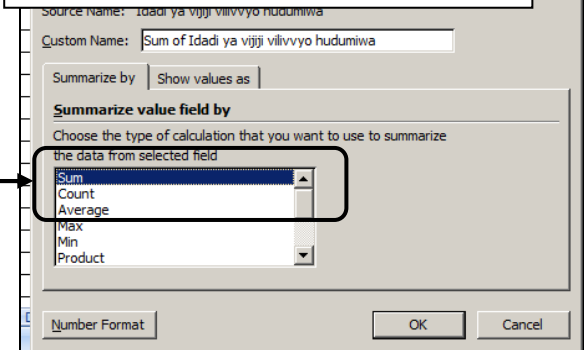 Source Name: Idadi ya vijiji vilivvyo hudumiwa
Custom Name: Sum of Idadi ya vijiji vilivvyo hudumiwa
Summarize by Show values as
Summarize value field by
Choose the type of calculation that you want to use to summarize
the data from selected field
Sum
Count
Average
Max
Min
Product
Number Format OK Cancel